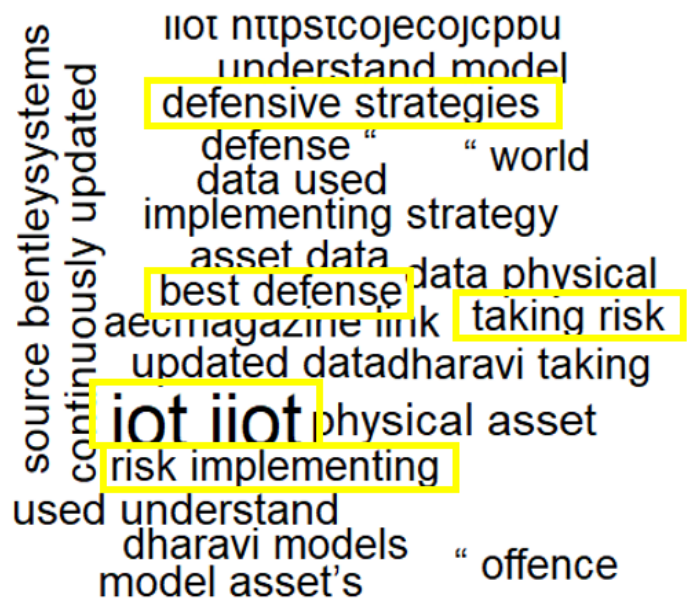 iiot httpstcojecojcpbu
understand model
defensive strategies
defense “
“ world
data used
implementing strategy
asset data
data physical
best defense
taking risk
aecmagazine link
updated data
dharavi taking
iot iiot
physical asset
risk implementing
used understand
dharavi models
“ offence
model asset's
source bentleysystems
continuously updated